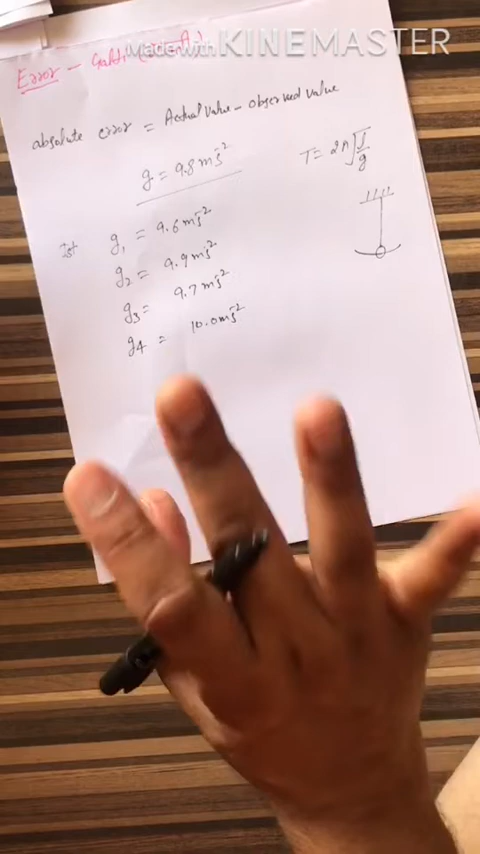 Made with KINEMASTER
Error -
absolute error = Actual value - observed value
g = 9.8 ms⁻²
T = 2π√(l/g)
Ist g₁ = 9.6 ms⁻²
g₂ = 9.9 ms⁻²
g₃ = 9.7 ms⁻²
g₄ = 10.0 ms⁻²